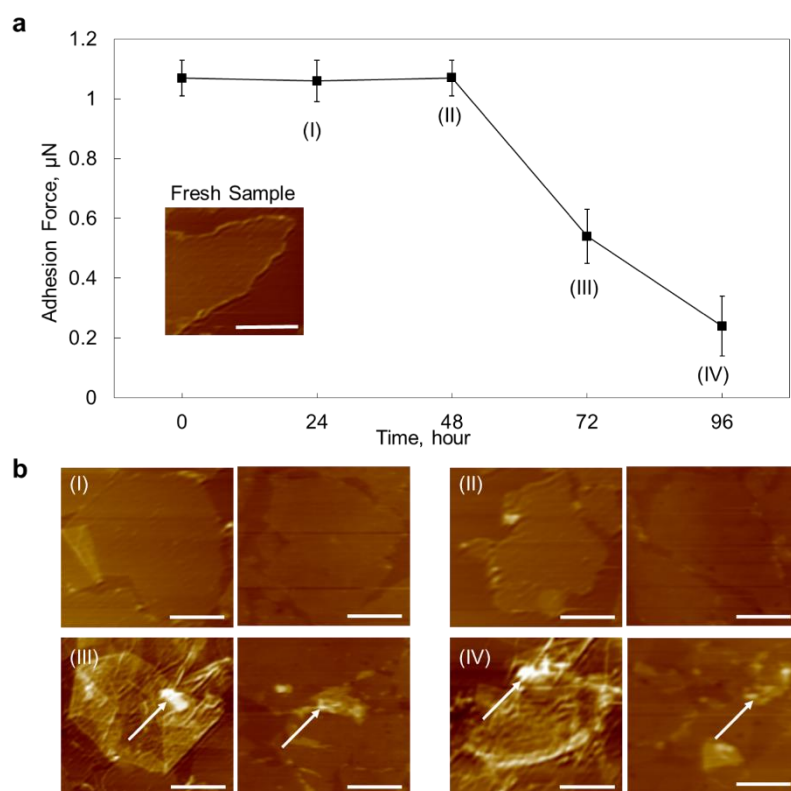 a
1.2
1
0.8
0.6
0.4
0.2
0
Adhesion Force, µN
(I)
(II)
(III)
(IV)
Fresh Sample
0 24 48 72 96
Time, hour
b
(I)
(II)
(III)
(IV)